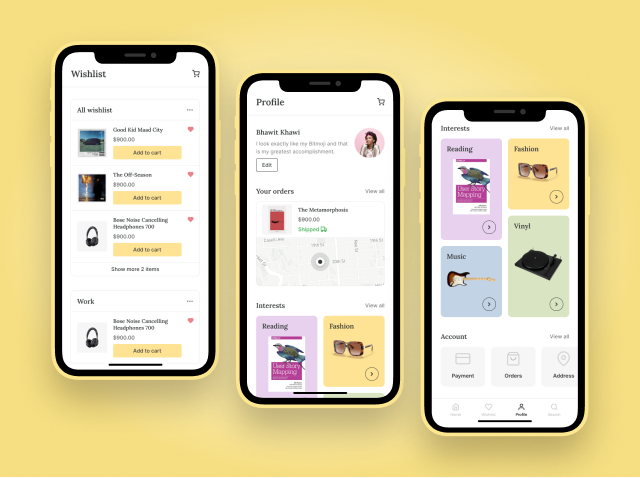 Wishlist
All wishlist
Good Kid Maad City
$900.00
Add to cart
The Off-Season
$900.00
Add to cart
Bose Noise Cancelling
Headphones 700
$900.00
Add to cart
Show more 2 items
Work
Bose Noise Cancelling
Headphones 700
$900.00
Add to cart
Profile
Bhawit Khawi
I look exactly like my Bitmoji and that
is my greatest accomplishment.
Edit
Your orders
View all
The Metamorphosis
$900.00
Shipped
Interests
View all
Reading
User Story
Mapping
Fashion
Interests
View all
Reading
User Story
Mapping
Fashion
Music
Vinyl
Account
View all
Payment
Orders
Address
Home
Wishlist
Profile
Search